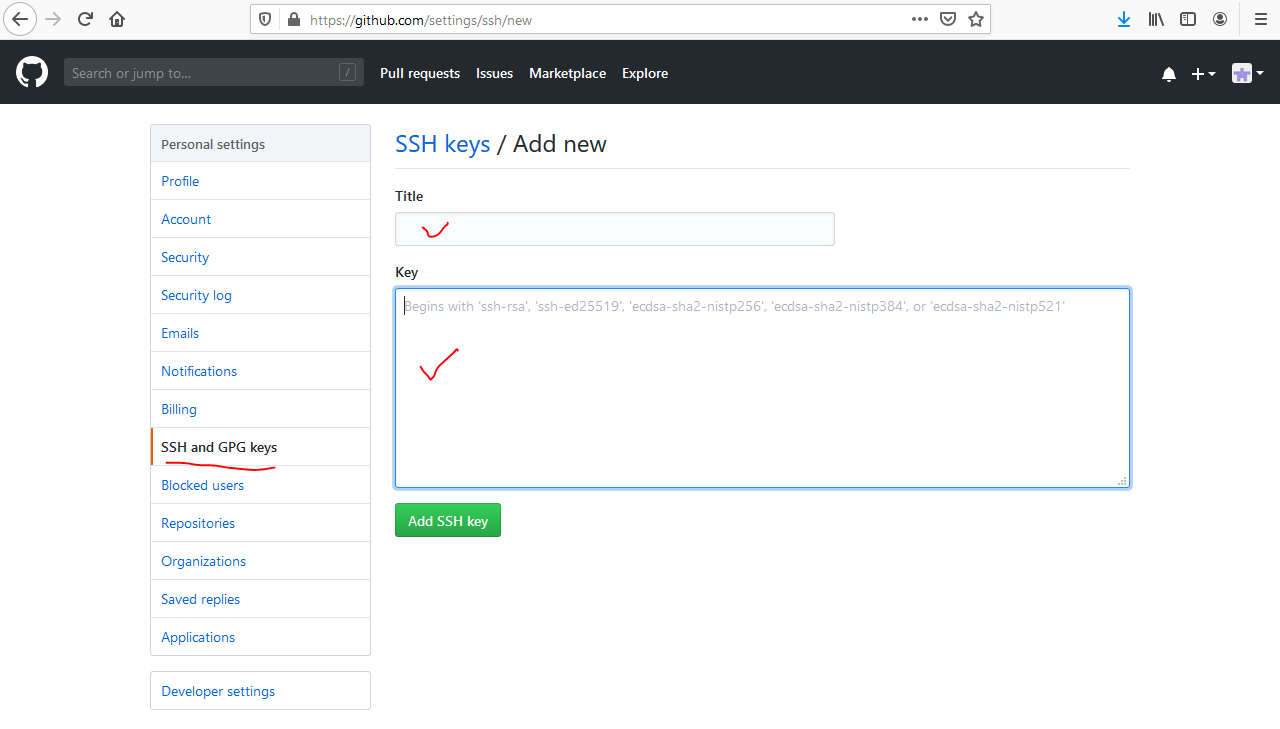 https://github.com/settings/ssh/new
Search or jump to...
/
Pull requests
Issues
Marketplace
Explore
Personal settings
Profile
Account
Security
Security log
Emails
Notifications
Billing
SSH and GPG keys
Blocked users
Repositories
Organizations
Saved replies
Applications
Developer settings
SSH keys / Add new
Title
Key
Begins with 'ssh-rsa', 'ssh-ed25519', 'ecdsa-sha2-nistp256', 'ecdsa-sha2-nistp384', or 'ecdsa-sha2-nistp521'
Add SSH key